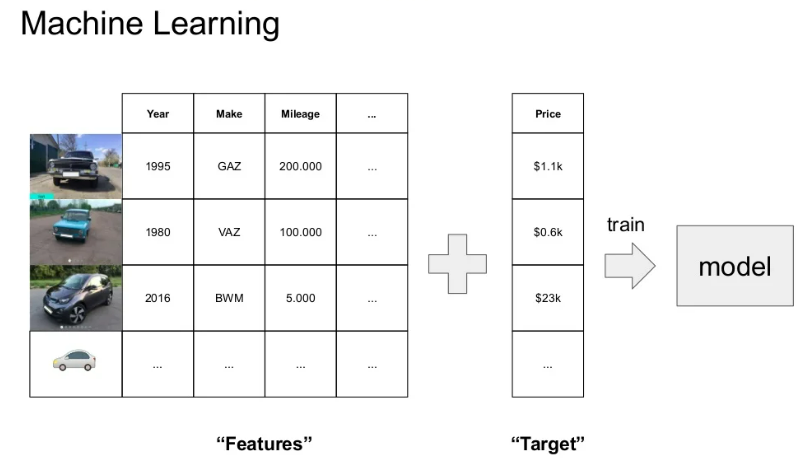 Machine Learning
Year Make Mileage ... Price
1995 GAZ 200.000 ... $1.1k
1980 VAZ 100.000 ... $0.6k
2016 BWM 5.000 ... $23k
... ... ... ... ...
train
model
“Features” “Target”